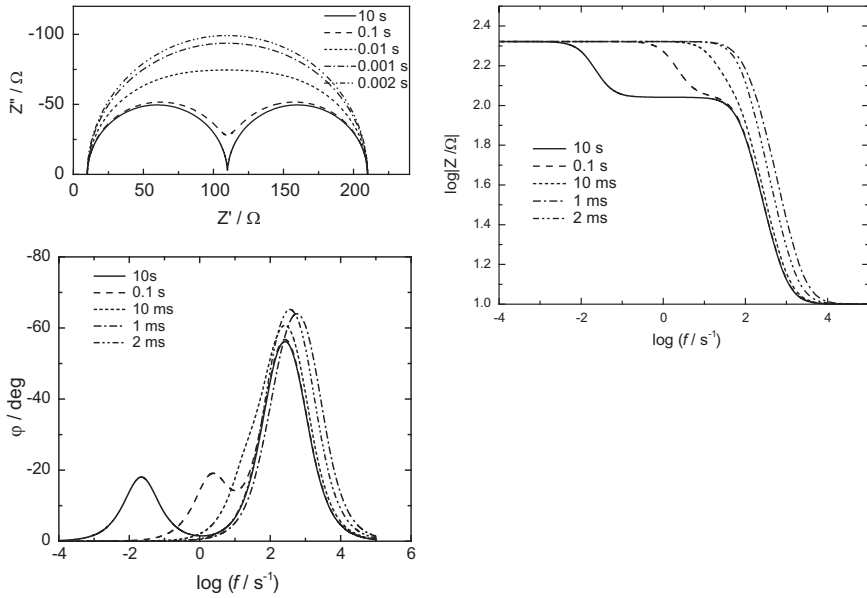 -100
-50
0
Z" / Ω
0 50 100 150 200
Z' / Ω
10 s
0.1 s
0.01 s
0.001 s
0.002 s
2.4
2.2
2.0
1.8
1.6
1.4
1.2
1.0
log|Z /Ω|
10 s
0.1 s
10 ms
1 ms
2 ms
-4 -2 0 2 4
log (f / s⁻¹)
-80
-60
-40
-20
0
φ / deg
10s
0.1 s
10 ms
1 ms
2 ms
-4 -2 0 2 4 6
log (f / s⁻¹)